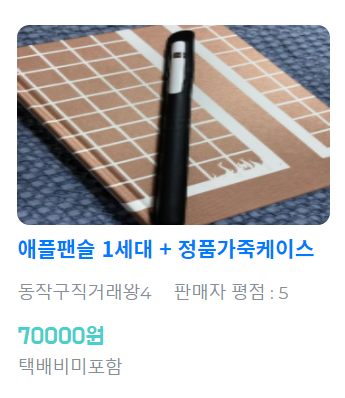 애플팬슬 1세대 + 정품가죽케이스
동작구직거래왕4 판매자 평점 : 5
70000원
택배비미포함